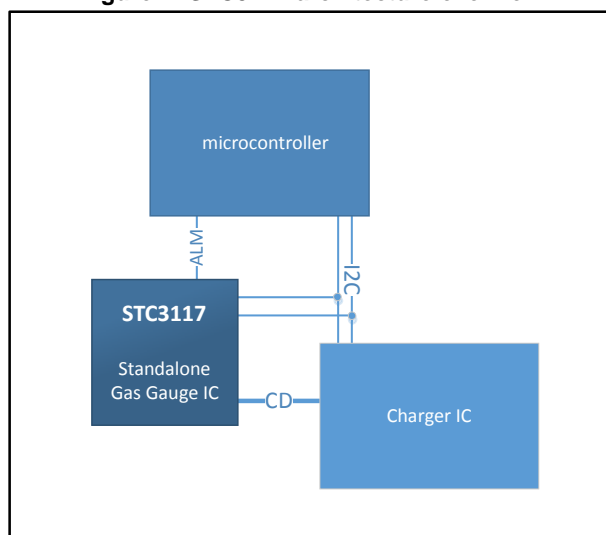 microcontroller
ALM
I2C
STC3117
Standalone
Gas Gauge IC
CD
Charger IC